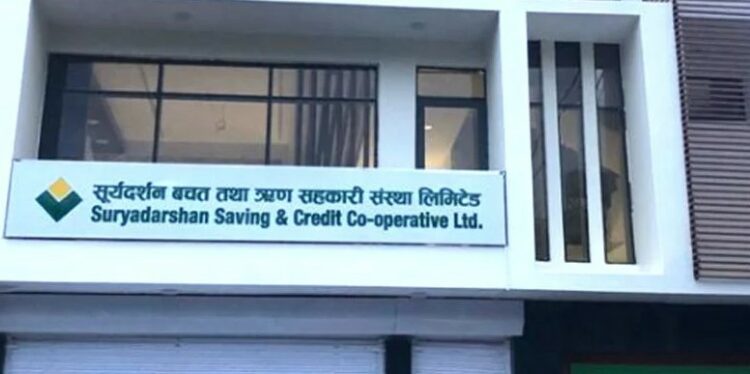 सूर्यदर्शन बचत तथा ऋण सहकारी संस्था लिमिटेड
Suryadarshan Saving & Credit Co-operative Ltd.